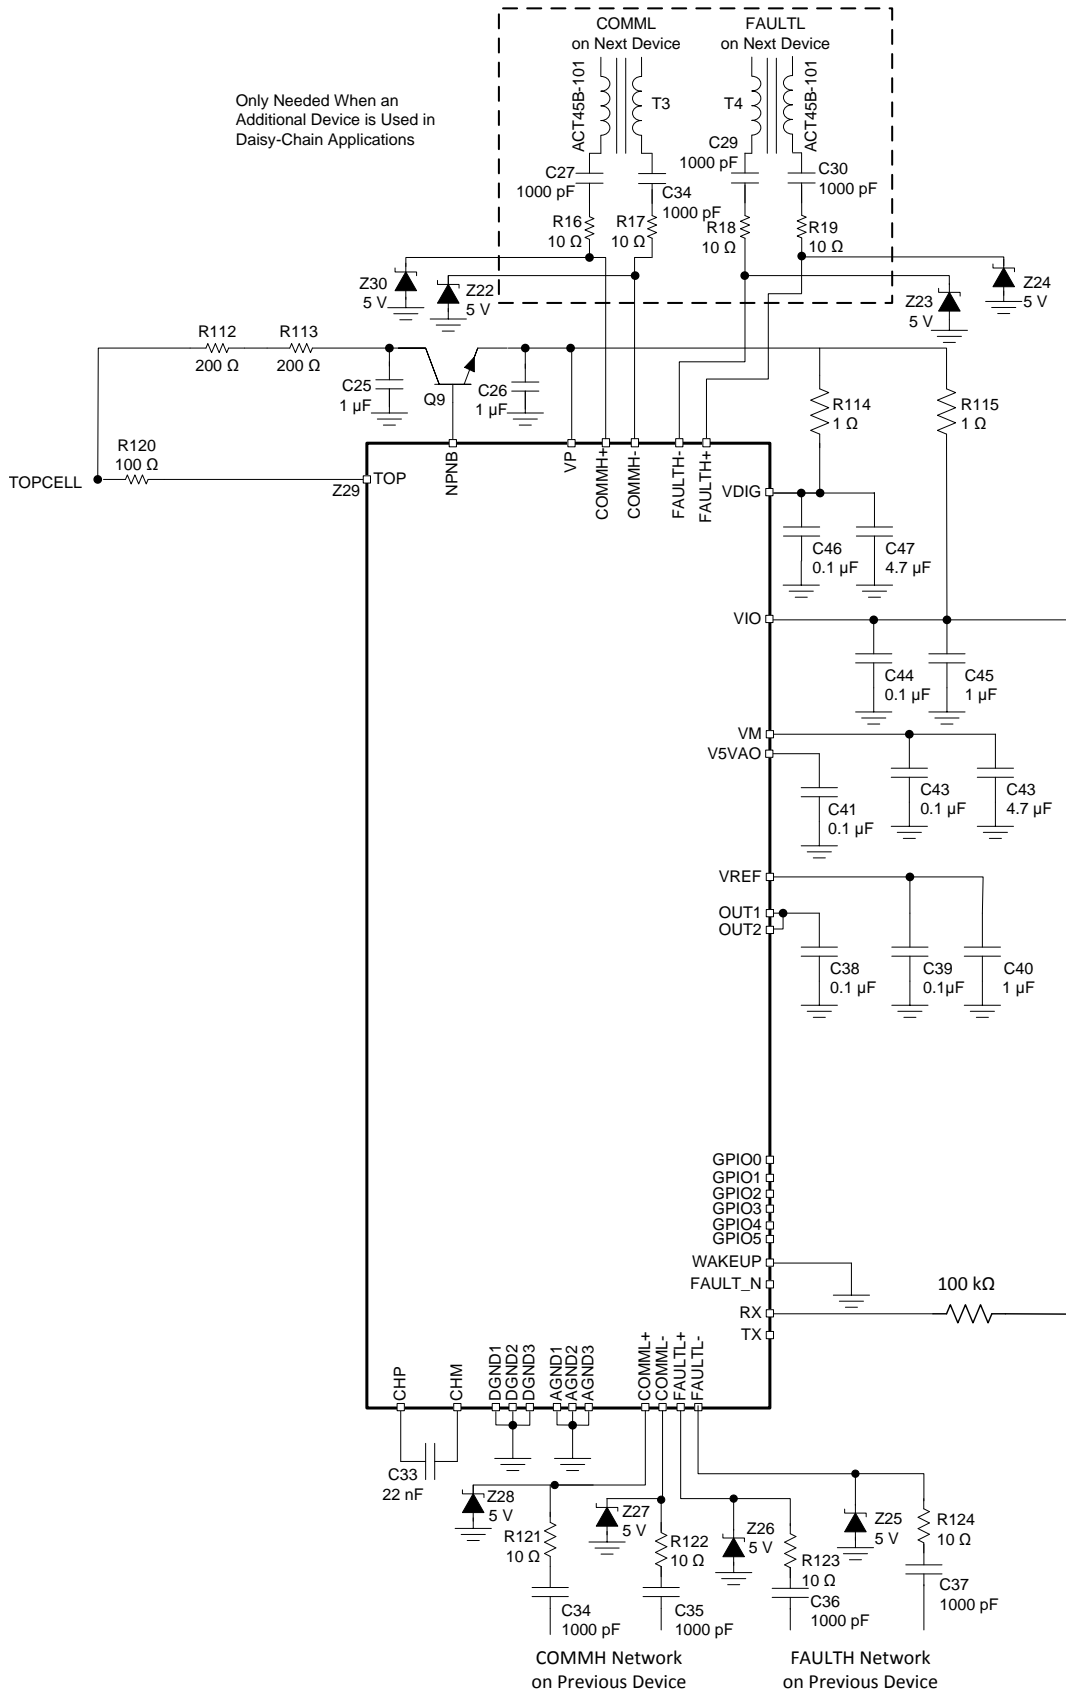 COMML
on Next Device
FAULTL
on Next Device
ACT45B-101
T3
T4
ACT45B-101
Only Needed When an
Additional Device is Used in
Daisy-Chain Applications
C27
1000 pF
C34
1000 pF
C29
1000 pF
C30
1000 pF
R16
10 Ω
R17
10 Ω
R18
10 Ω
R19
10 Ω
Z30
5 V
Z22
5 V
Z23
5 V
Z24
5 V
R112
200 Ω
R113
200 Ω
C25
1 µF
Q9
C26
1 µF
R114
1 Ω
R115
1 Ω
R120
100 Ω
TOPCELL
Z29
TOP
NPNB
VP
COMMH+
COMMH-
FAULTH-
FAULTH+
VDIG
C46
0.1 µF
C47
4.7 µF
VIO
C44
0.1 µF
C45
1 µF
VM
V5VAO
C41
0.1 µF
C43
0.1 µF
C43
4.7 µF
VREF
OUT1
OUT2
C38
0.1 µF
C39
0.1µF
C40
1 µF
GPIO0
GPIO1
GPIO2
GPIO3
GPIO4
GPIO5
WAKEUP
FAULT_N
RX
TX
100 kΩ
CHP
CHM
DGND1
DGND2
DGND3
AGND1
AGND2
AGND3
COMML+
COMML-
FAULTL+
FAULTL-
C33
22 nF
Z28
5 V
Z27
5 V
Z26
5 V
Z25
5 V
R121
10 Ω
R122
10 Ω
R123
10 Ω
R124
10 Ω
C34
1000 pF
C35
1000 pF
C36
1000 pF
C37
1000 pF
COMMH Network
on Previous Device
FAULTH Network
on Previous Device